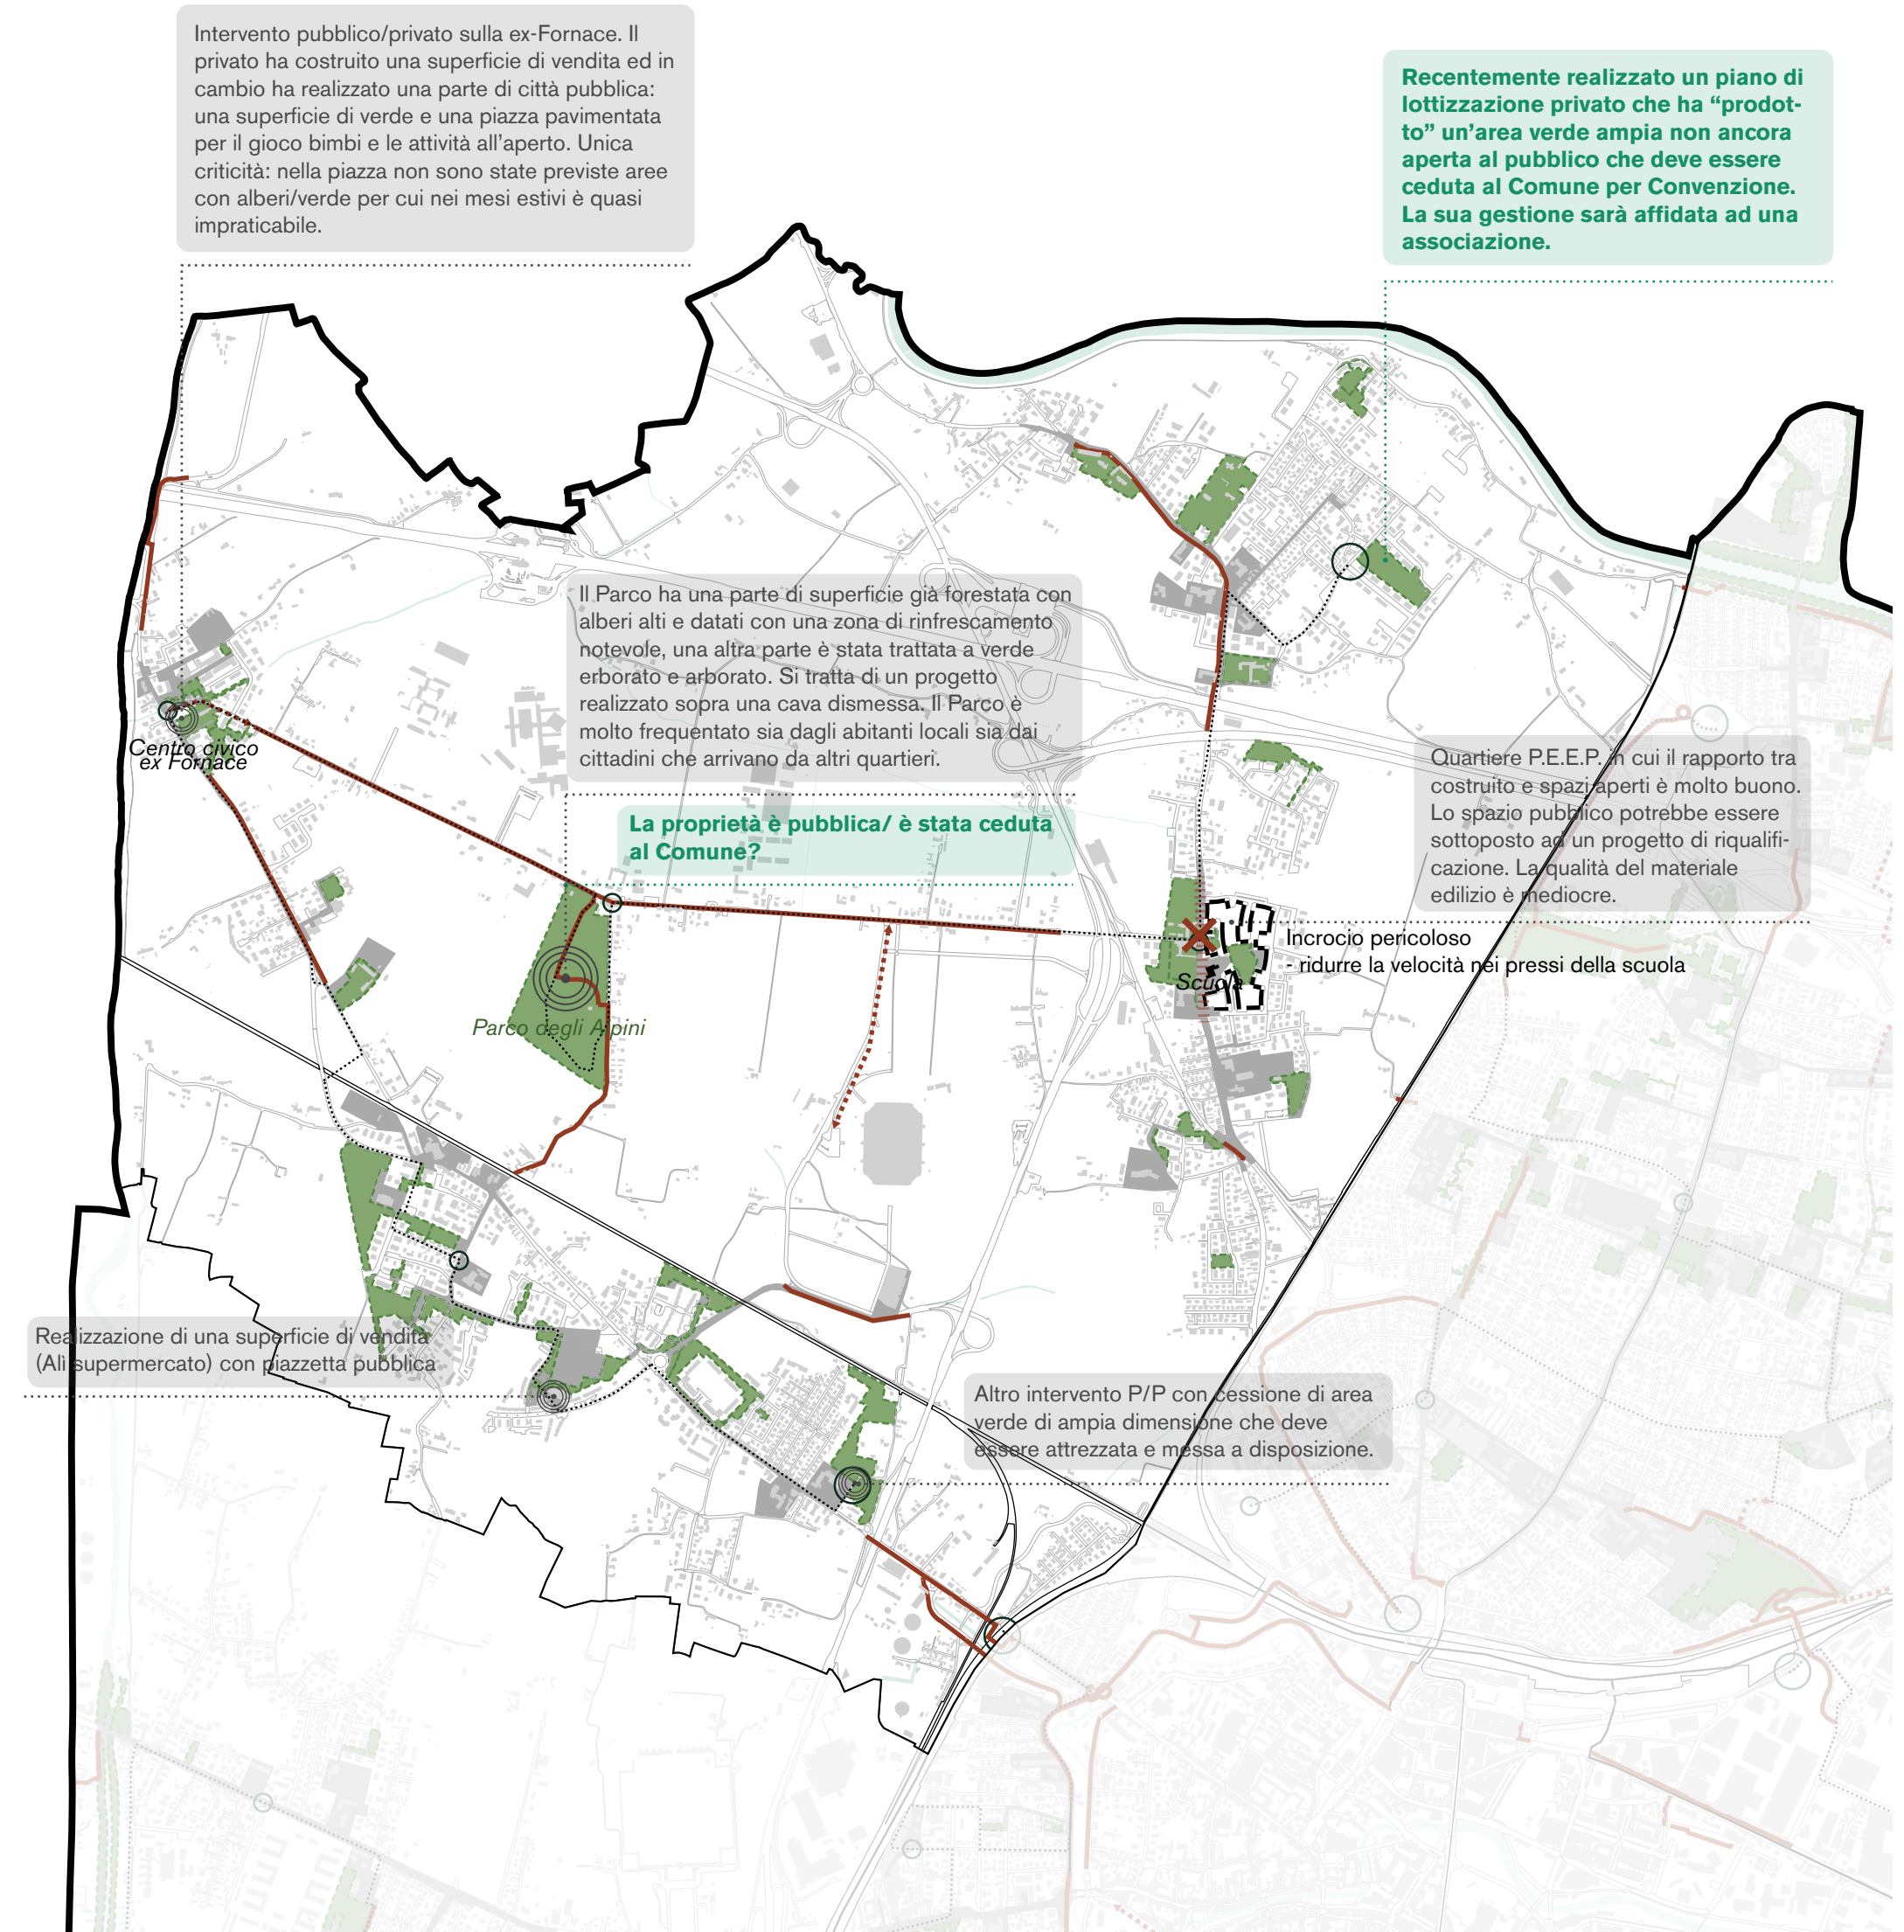 Intervento pubblico/privato sulla ex-Fornace. Il
privato ha costruito una superficie di vendita ed in
cambio ha realizzato una parte di città pubblica:
una superficie di verde e una piazza pavimentata
per il gioco bimbi e le attività all'aperto. Unica
criticità: nella piazza non sono state previste aree
con alberi/verde per cui nei mesi estivi è quasi
impraticabile.
Recentemente realizzato un piano di
lottizzazione privato che ha “prodot-
to” un'area verde ampia non ancora
aperta al pubblico che deve essere
ceduta al Comune per Convenzione.
La sua gestione sarà affidata ad una
associazione.
Il Parco ha una parte di superficie già forestata con
alberi alti e datati con una zona di rinfrescamento
notevole, una altra parte è stata trattata a verde
erborato e arborato. Si tratta di un progetto
realizzato sopra una cava dismessa. Il Parco è
molto frequentato sia dagli abitanti locali sia dai
cittadini che arrivano da altri quartieri.
Centro civico
ex Fornace
La proprietà è pubblica/ è stata ceduta
al Comune?
Quartiere P.E.E.P. in cui il rapporto tra
costruito e spazi aperti è molto buono.
Lo spazio pubblico potrebbe essere
sottoposto ad un progetto di riqualifi-
cazione. La qualità del materiale
edilizio è mediocre.
Incrocio pericoloso
- ridurre la velocità nei pressi della scuola
Scuola
Parco degli Alpini
Realizzazione di una superficie di vendita
(Alì supermercato) con piazzetta pubblica
Altro intervento P/P con cessione di area
verde di ampia dimensione che deve
essere attrezzata e messa a disposizione.